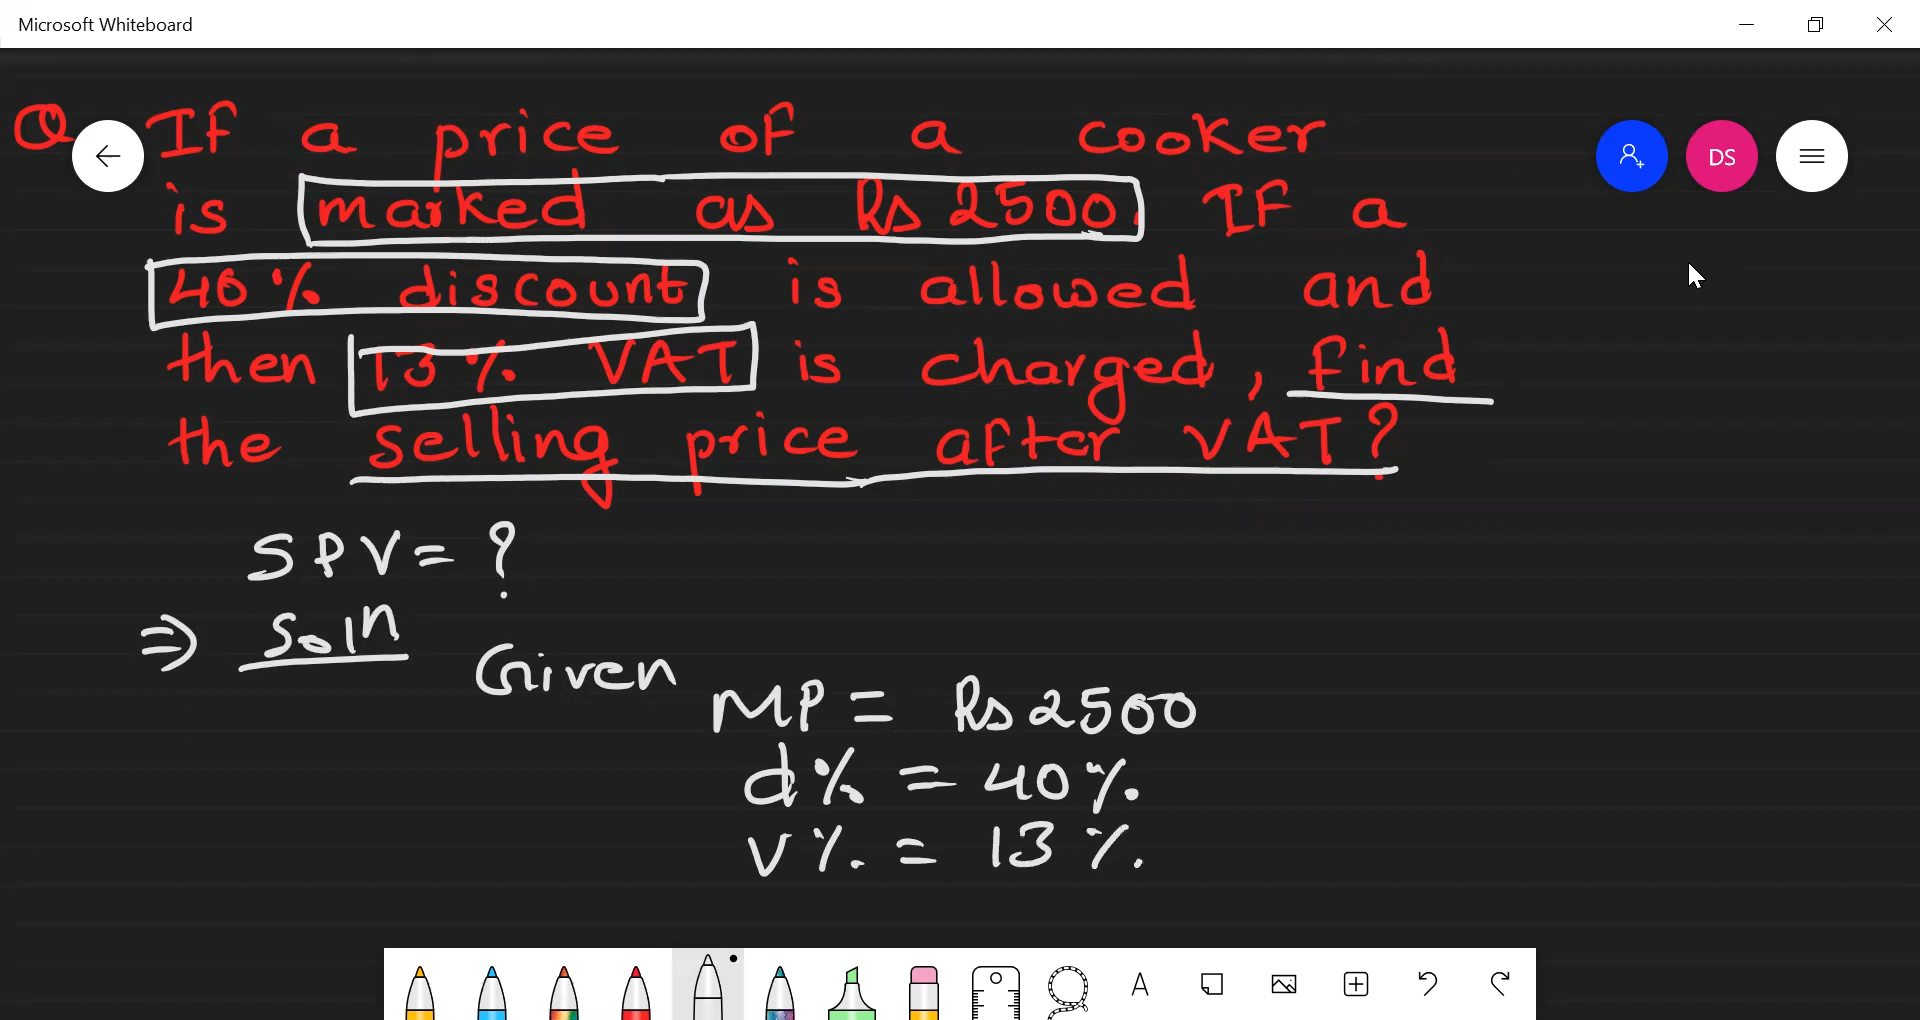 Microsoft Whiteboard
Q If a price of a cooker
is marked as Rs 2500. If a
40% discount is allowed and
then 13% VAT is charged, find
the selling price after VAT?
SPV = ?
⇒ Soln
Given
MP = Rs 2500
d% = 40%.
V%. = 13%.
DS
A